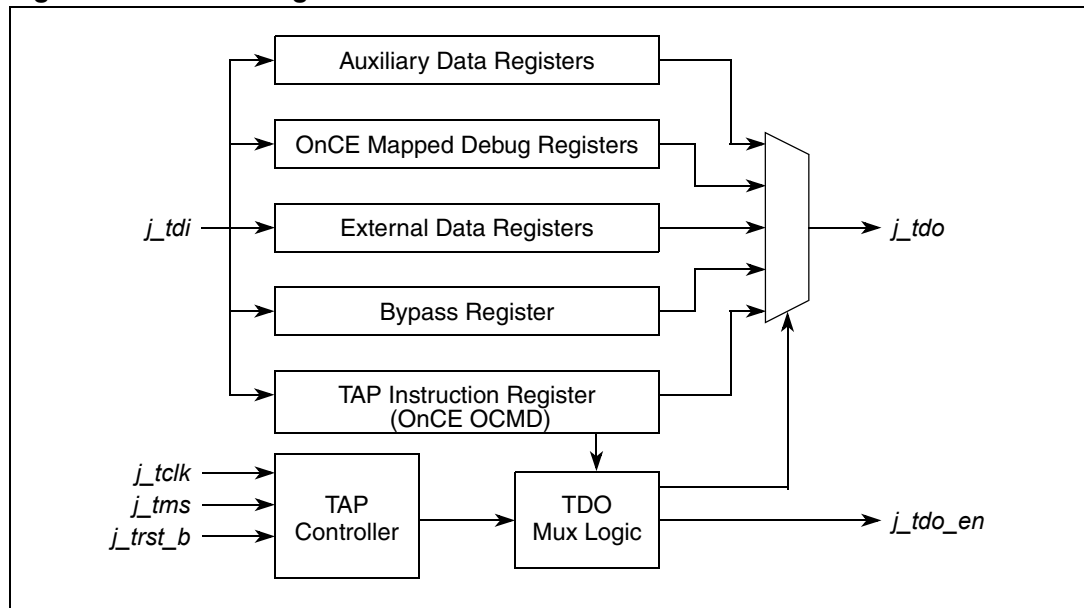 Auxiliary Data Registers
OnCE Mapped Debug Registers
j_tdi
External Data Registers
j_tdo
Bypass Register
TAP Instruction Register
(OnCE OCMD)
j_tclk
j_tms
j_trst_b
TAP
Controller
TDO
Mux Logic
j_tdo_en